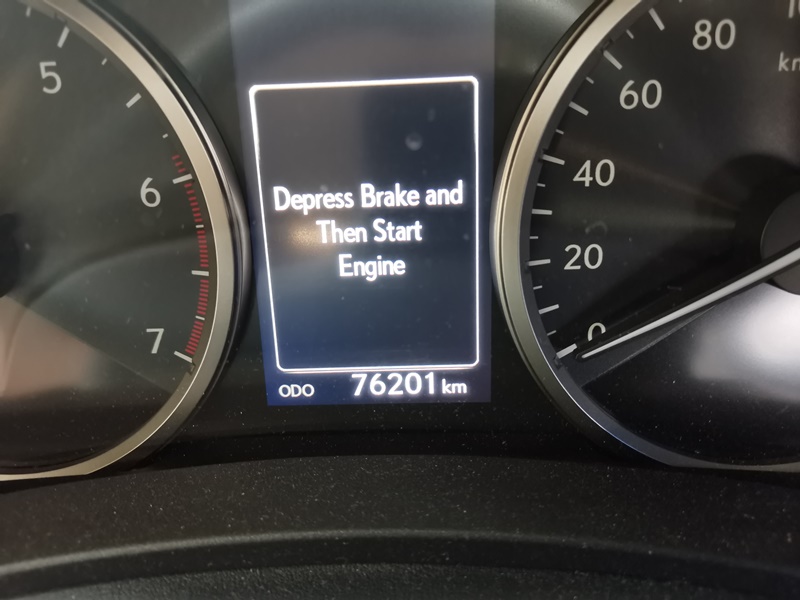 5
6
7
Depress Brake and
Then Start
Engine
ODO 76201 km
80
60
40
20
0